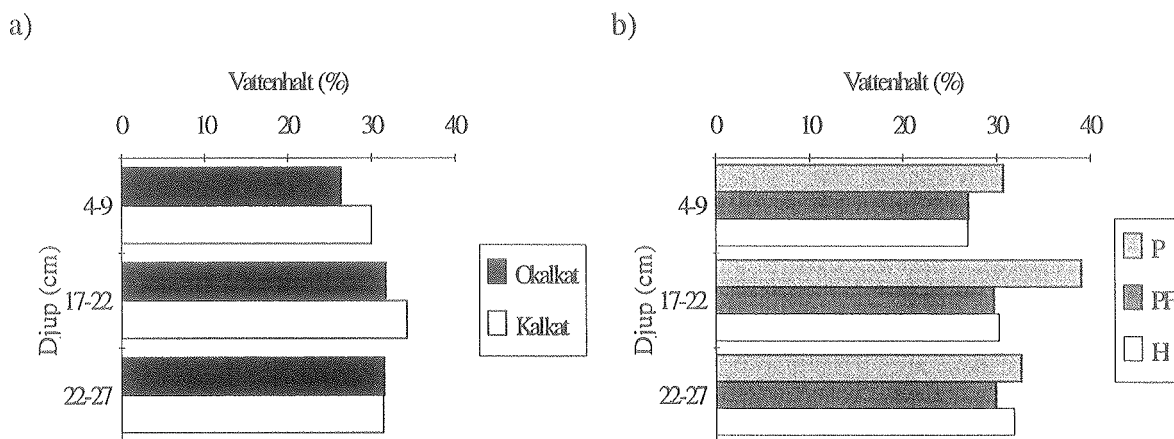 a)
Vattenhalt (%)
0 10 20 30 40
4-9
17-22
22-27
Djup (cm)
Okalkat
Kalkat
b)
Vattenhalt (%)
0 10 20 30 40
4-9
17-22
22-27
Djup (cm)
P
PF
H